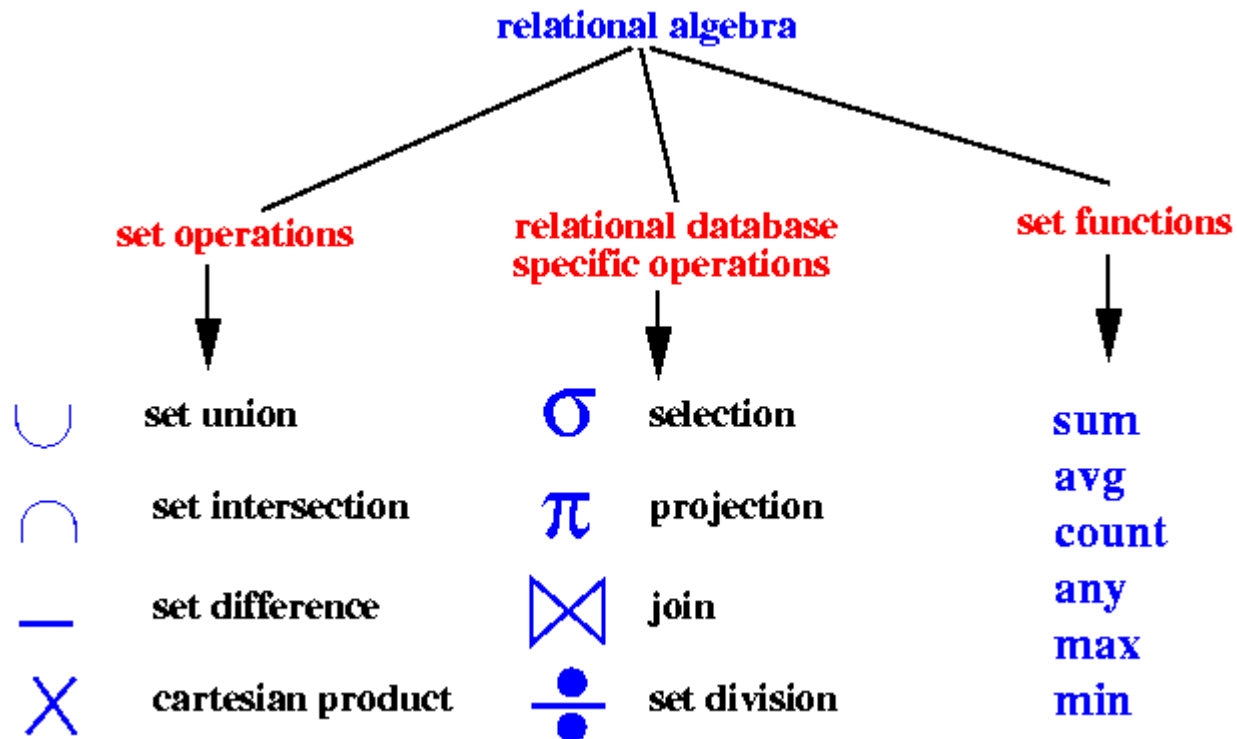 relational algebra
set operations
relational database
specific operations
set functions
∪ set union
∩ set intersection
− set difference
× cartesian product
σ selection
π projection
⋈ join
÷ set division
sum
avg
count
any
max
min